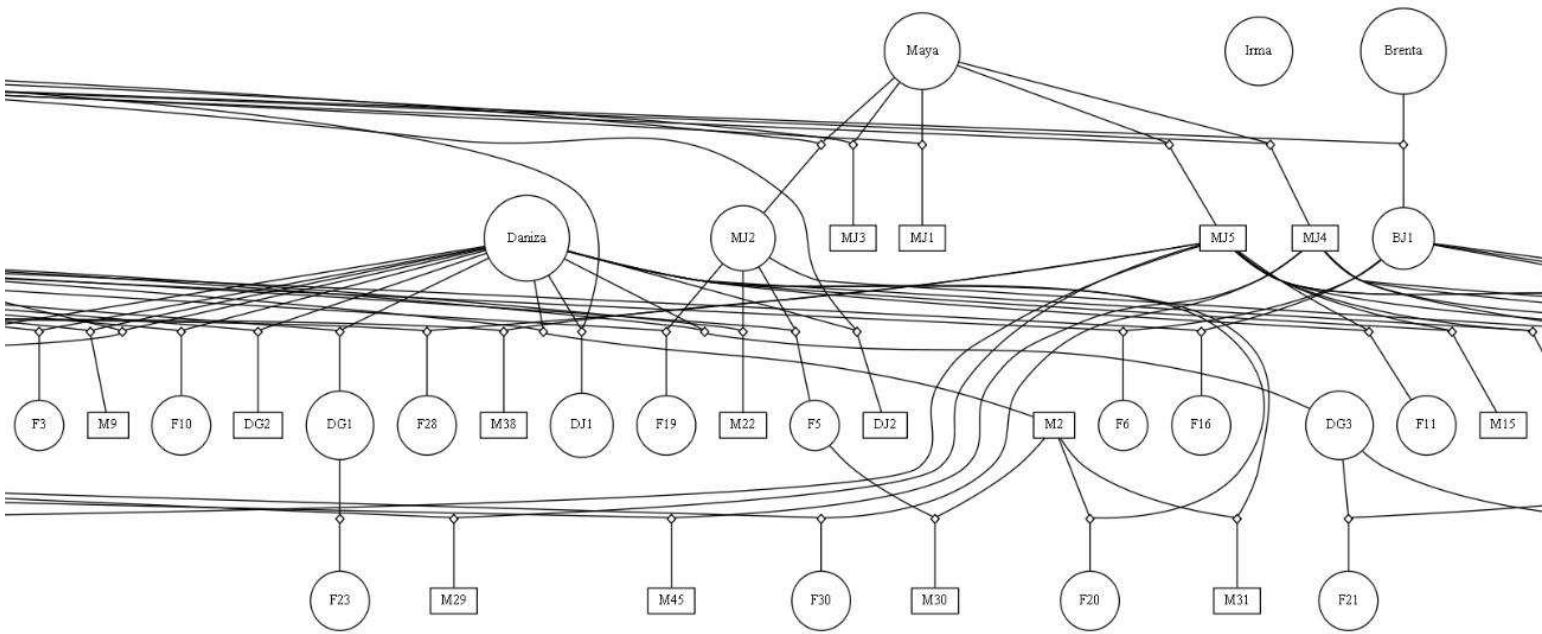 Maya
Irma
Brenta
Daniza
MJ2
MJ3
MJ1
MJ5
MJ4
BJ1
F3
M9
F10
DG2
DG1
F28
M38
DJ1
F19
M22
F5
DJ2
M2
F6
F16
DG3
F11
M15
F23
M29
M45
F30
M30
F20
M31
F21